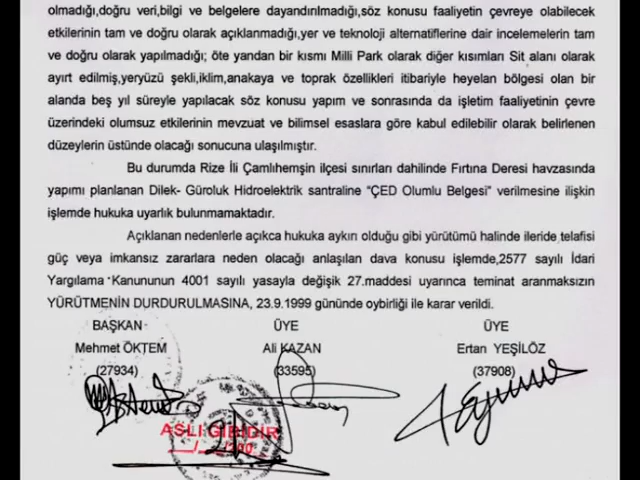 olmadığı,doğru veri,bilgi ve belgelere dayandırılmadığı,söz konusu faaliyetin çevreye olabilecek
etkilerinin tam ve doğru olarak açıklanmadığı,yer ve teknoloji alternatiflerine dair incelemelerin tam
ve doğru olarak yapılmadığı; öte yandan bir kısmı Milli Park olarak diğer kısımları Sit alanı olarak
ayırt edilmiş,yeryüzü şekli,iklim,anakaya ve toprak özellikleri itibariyle heyelan bölgesi olan bir
alanda beş yıl süreyle yapılacak söz konusu yapım ve sonrasında da işletim faaliyetinin çevre
üzerindeki olumsuz etkilerinin mevzuat ve bilimsel esaslara göre kabul edilebilir olarak belirlenen
düzeylerin üstünde olacağı sonucuna ulaşılmıştır.
Bu durumda Rize İli Çamlıhemşin ilçesi sınırları dahilinde Fırtına Deresi havzasında
yapımı planlanan Dilek- Güroluk Hidroelektrik santraline “ÇED Olumlu Belgesi” verilmesine ilişkin
işlemde hukuka uyarlık bulunmamaktadır.
Açıklanan nedenlerle açıkca hukuka aykırı olduğu gibi yürütümü halinde ileride telafisi
güç veya imkansız zararlara neden olacağı anlaşılan dava konusu işlemde,2577 sayılı İdari
Yargılama Kanununun 4001 sayılı yasayla değişik 27.maddesi uyarınca teminat aranmaksızın
YÜRÜTMENİN DURDURULMASINA, 23.9.1999 gününde oybirliği ile karar verildi.
BAŞKAN ÜYE ÜYE
Mehmet ÖKTEM Ali KAZAN Ertan YEŞİLÖZ
(27934) (33595) (37908)
ASLI GİBİDİR